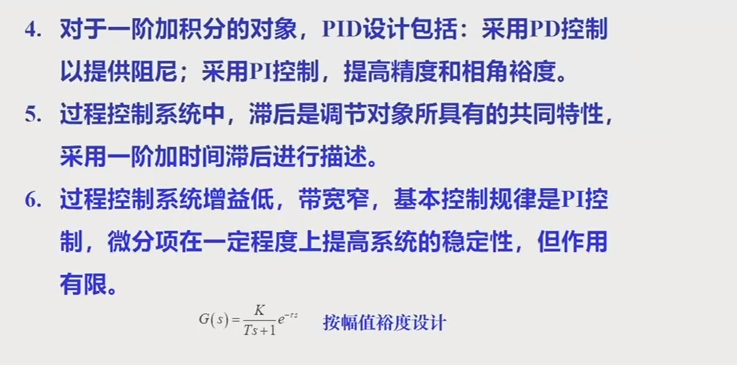 4. 对于一阶加积分的对象，PID设计包括：采用PD控制
以提供阻尼；采用PI控制，提高精度和相角裕度。
5. 过程控制系统中，滞后是调节对象所具有的共同特性，
采用一阶加时间滞后进行描述。
6. 过程控制系统增益低，带宽窄，基本控制规律是PI控
制，微分项在一定程度上提高系统的稳定性，但作用
有限。
G(s)=K/(Ts+1) e^{-τs} 按幅值裕度设计